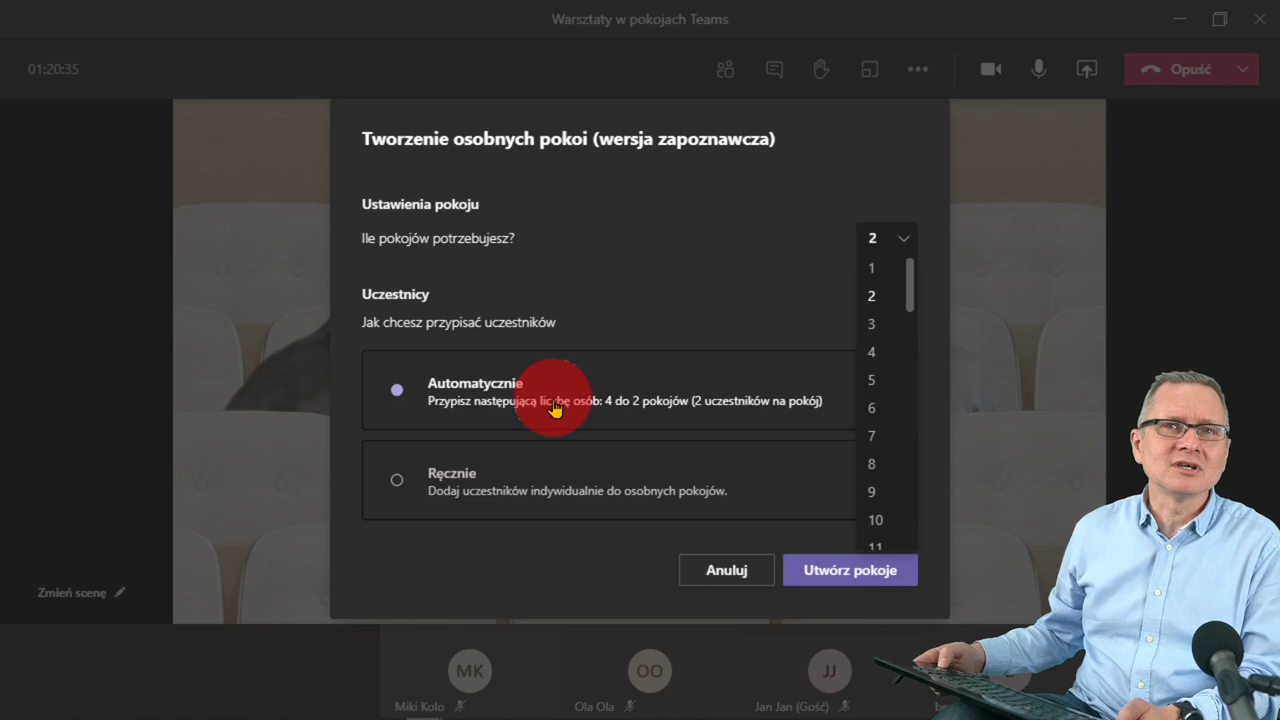 Warsztaty w pokojach Teams
01:20:35
Opuść
Tworzenie osobnych pokoi (wersja zapoznawcza)
Ustawienia pokoju
Ile pokojów potrzebujesz?
2
1
2
Uczestnicy
Jak chcesz przypisać uczestników
3
4
5
6
7
8
9
10
11
Automatycznie
Przypisz następującą liczbę osób: 4 do 2 pokojów (2 uczestników na pokój)
Ręcznie
Dodaj uczestników indywidualnie do osobnych pokojów.
Anuluj
Utwórz pokoje
Zmień scenę
MK
OO
JJ
Miki Kolo
Ola Ola
Jan Jan (Gość)